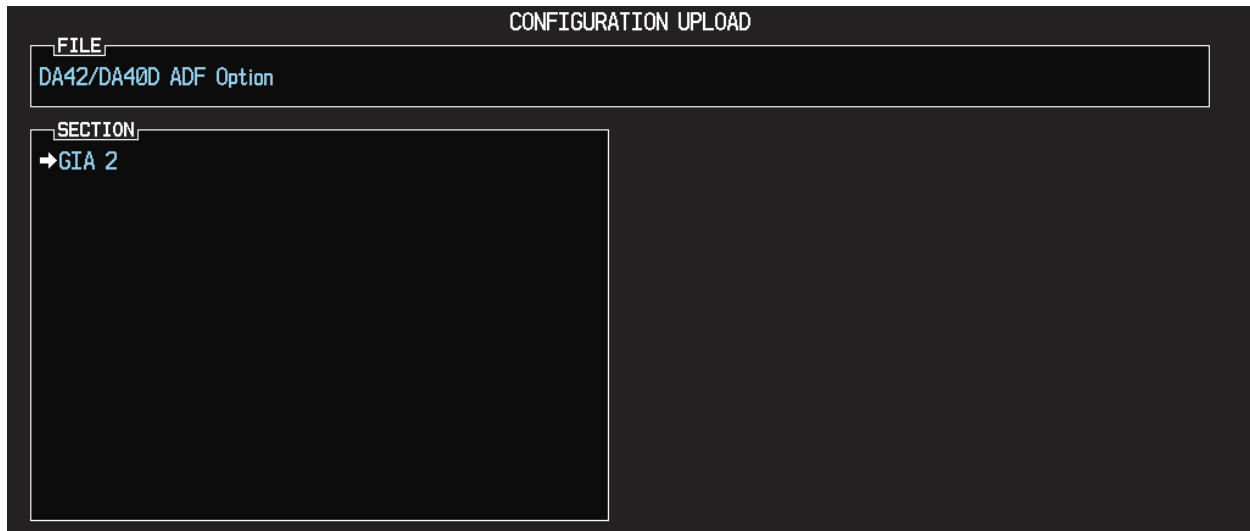 CONFIGURATION UPLOAD
FILE
DA42/DA40D ADF Option
SECTION
➔GIA 2